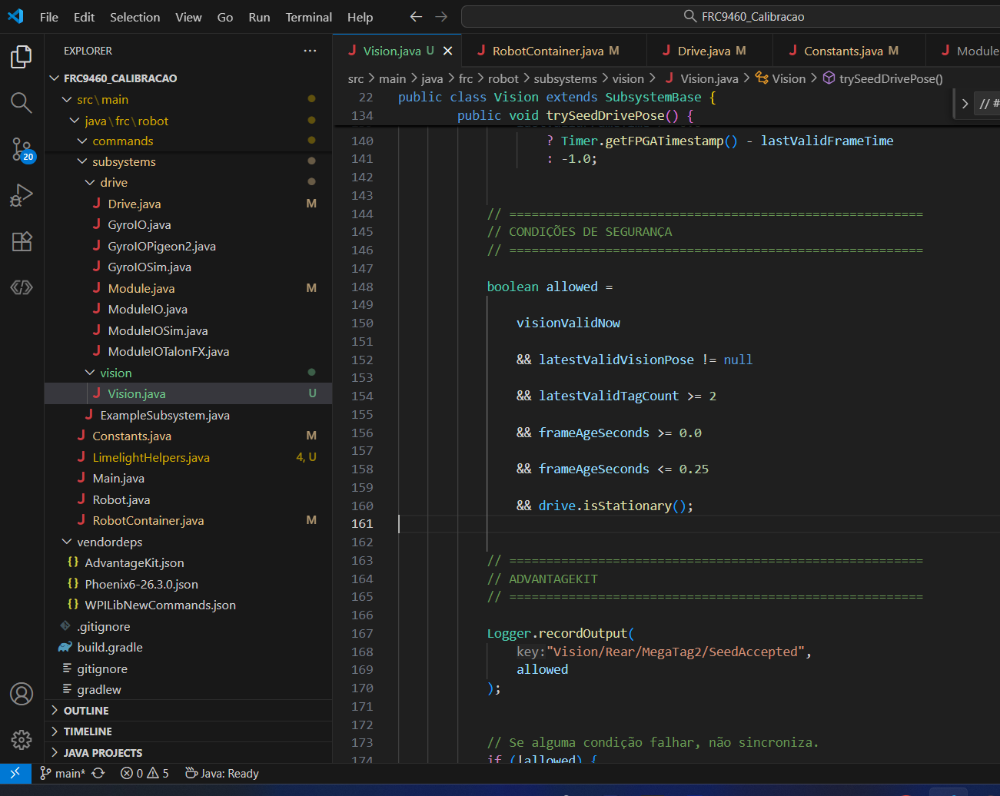 File Edit Selection View Go Run Terminal Help FRC9460_Calibracao
EXPLORER
FRC9460_CALIBRACAO
src\main
java\frc\robot
commands
subsystems
drive
Drive.java M
GyroIO.java
GyroIOPigeon2.java
GyroIOSim.java
Module.java M
ModuleIO.java
ModuleIOSim.java
ModuleIOTalonFX.java
vision
Vision.java U
ExampleSubsystem.java
Constants.java M
LimelightHelpers.java 4, U
Main.java
Robot.java
RobotContainer.java M
vendordeps
{} AdvantageKit.json
{} Phoenix6-26.3.0.json
{} WPILibNewCommands.json
.gitignore
build.gradle
gitignore
gradlew
OUTLINE
TIMELINE
JAVA PROJECTS
20
J Vision.java U J RobotContainer.java M J Drive.java M J Constants.java M J Module
src > main > java > frc > robot > subsystems > vision > J Vision.java > Vision > trySeedDrivePose()
22 public class Vision extends SubsystemBase {
134 public void trySeedDrivePose() {
// #
140 ? Timer.getFPGATimestamp() - lastValidFrameTime
141 : -1.0;
142
143
144 // ========================================================
145 // CONDIÇÕES DE SEGURANÇA
146 // ========================================================
147
148 boolean allowed =
149
150 visionValidNow
151
152 && latestValidVisionPose != null
153
154 && latestValidTagCount >= 2
155
156 && frameAgeSeconds >= 0.0
157
158 && frameAgeSeconds <= 0.25
159
160 && drive.isStationary();
161
162
163 // ========================================================
164 // ADVANTAGEKIT
165 // ========================================================
166
167 Logger.recordOutput(
168 key:"Vision/Rear/MegaTag2/SeedAccepted",
169 allowed
170 );
171
172
173 // Se alguma condição falhar, não sincroniza.
174 if (!allowed) {
main* 0 5 Java: Ready